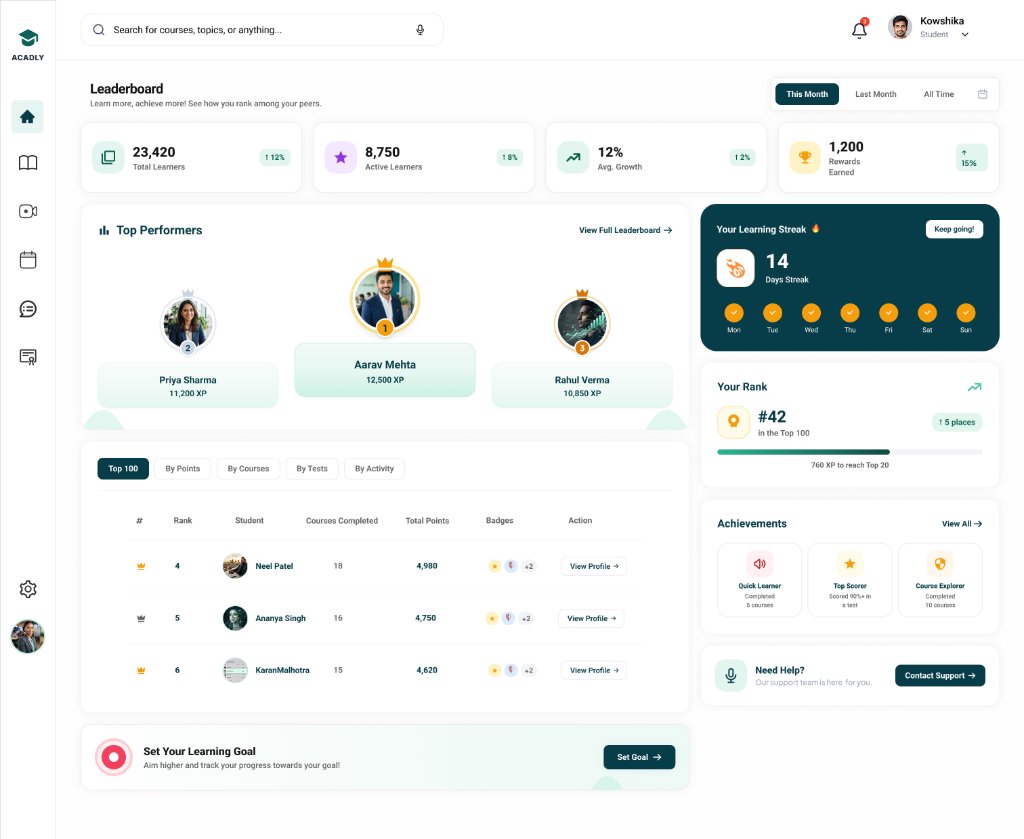 ACADLY
Search for courses, topics, or anything...
Kowshika
Student
Leaderboard
Learn more, achieve more! See how you rank among your peers.
This Month
Last Month
All Time
23,420
Total Learners
↑ 12%
8,750
Active Learners
↑ 8%
12%
Avg. Growth
↑ 2%
1,200
Rewards
Earned
↑
15%
Top Performers
View Full Leaderboard →
2
Priya Sharma
11,200 XP
1
Aarav Mehta
12,500 XP
3
Rahul Verma
10,850 XP
Your Learning Streak 🔥
Keep going!
14
Days Streak
Mon Tue Wed Thu Fri Sat Sun
Your Rank
#42
in the Top 100
↑ 5 places
760 XP to reach Top 20
Top 100
By Points
By Courses
By Tests
By Activity
# Rank Student Courses Completed Total Points Badges Action
4 Neel Patel 18 4,980 +2 View Profile →
5 Ananya Singh 16 4,750 +2 View Profile →
6 KaranMalhotra 15 4,620 +2 View Profile →
Achievements
View All →
Quick Learner
Completed
5 courses
Top Scorer
Scored 90%+ in
a test
Course Explorer
Completed
10 courses
Need Help?
Our support team is here for you.
Contact Support →
Set Your Learning Goal
Aim higher and track your progress towards your goal!
Set Goal →